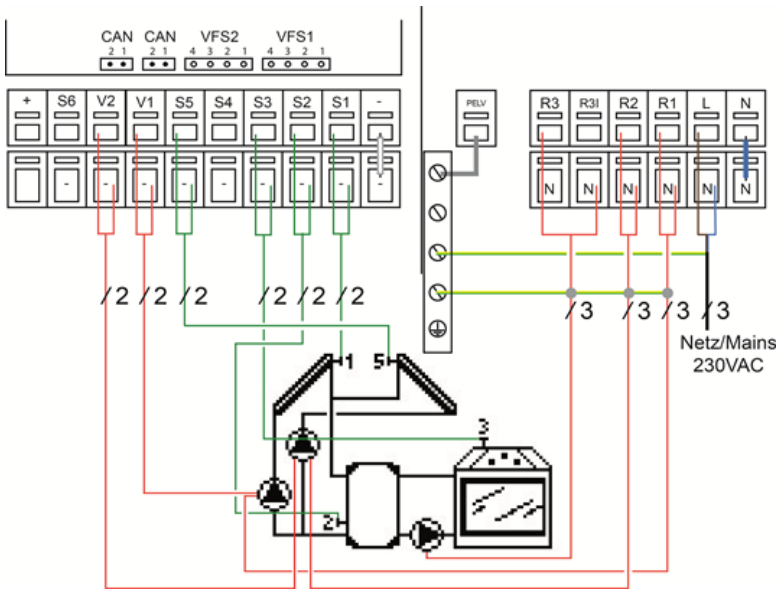 CAN CAN VFS2 VFS1
2 1 2 1 4 3 2 1 4 3 2 1
+ S6 V2 V1 S5 S4 S3 S2 S1 - PELV R3 R3I R2 R1 L N
- - - - - - - N N N N N
2 2 2 2 2 2 3 3 3 3
Netz/Mains
230VAC
1 5
3
2